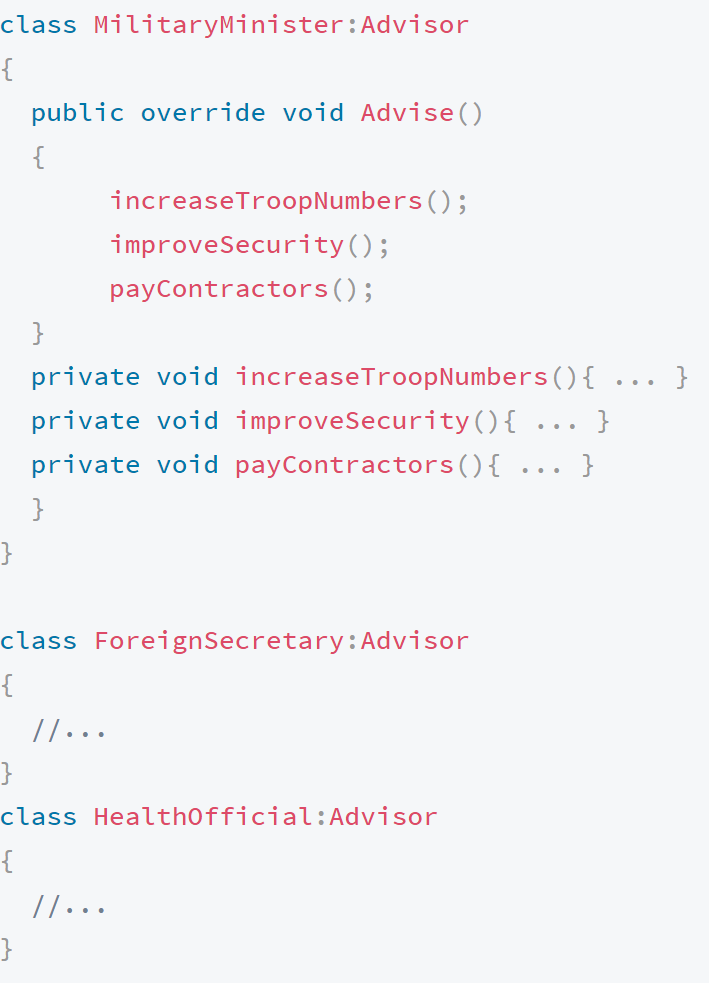 class MilitaryMinister:Advisor
{
  public override void Advise()
  {
       increaseTroopNumbers();
       improveSecurity();
       payContractors();
  }
  private void increaseTroopNumbers(){ ... }
  private void improveSecurity(){ ... }
  private void payContractors(){ ... }
  }
}

class ForeignSecretary:Advisor
{
  //...
}
class HealthOfficial:Advisor
{
  //...
}